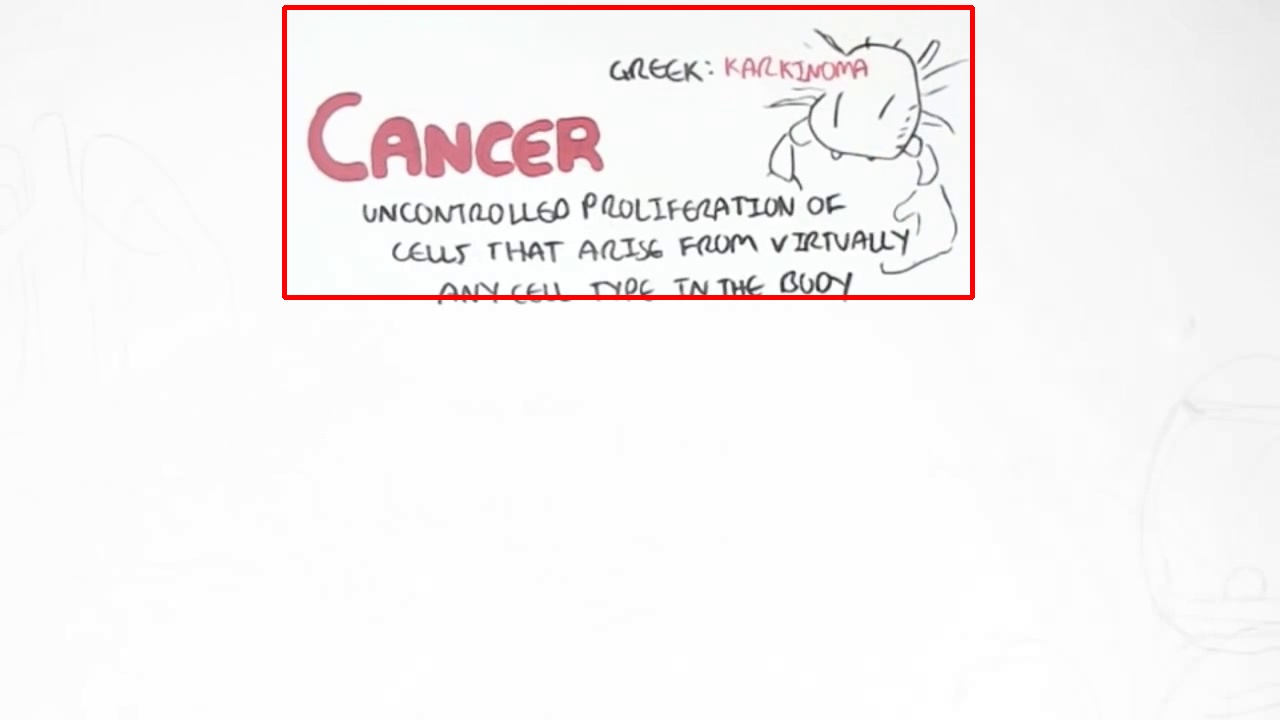 GREEK: KARKINOMA
CANCER
UNCONTROLLED PROLIFERATION OF
CELLS THAT ARISE FROM VIRTUALLY
ANY CELL TYPE IN THE BODY